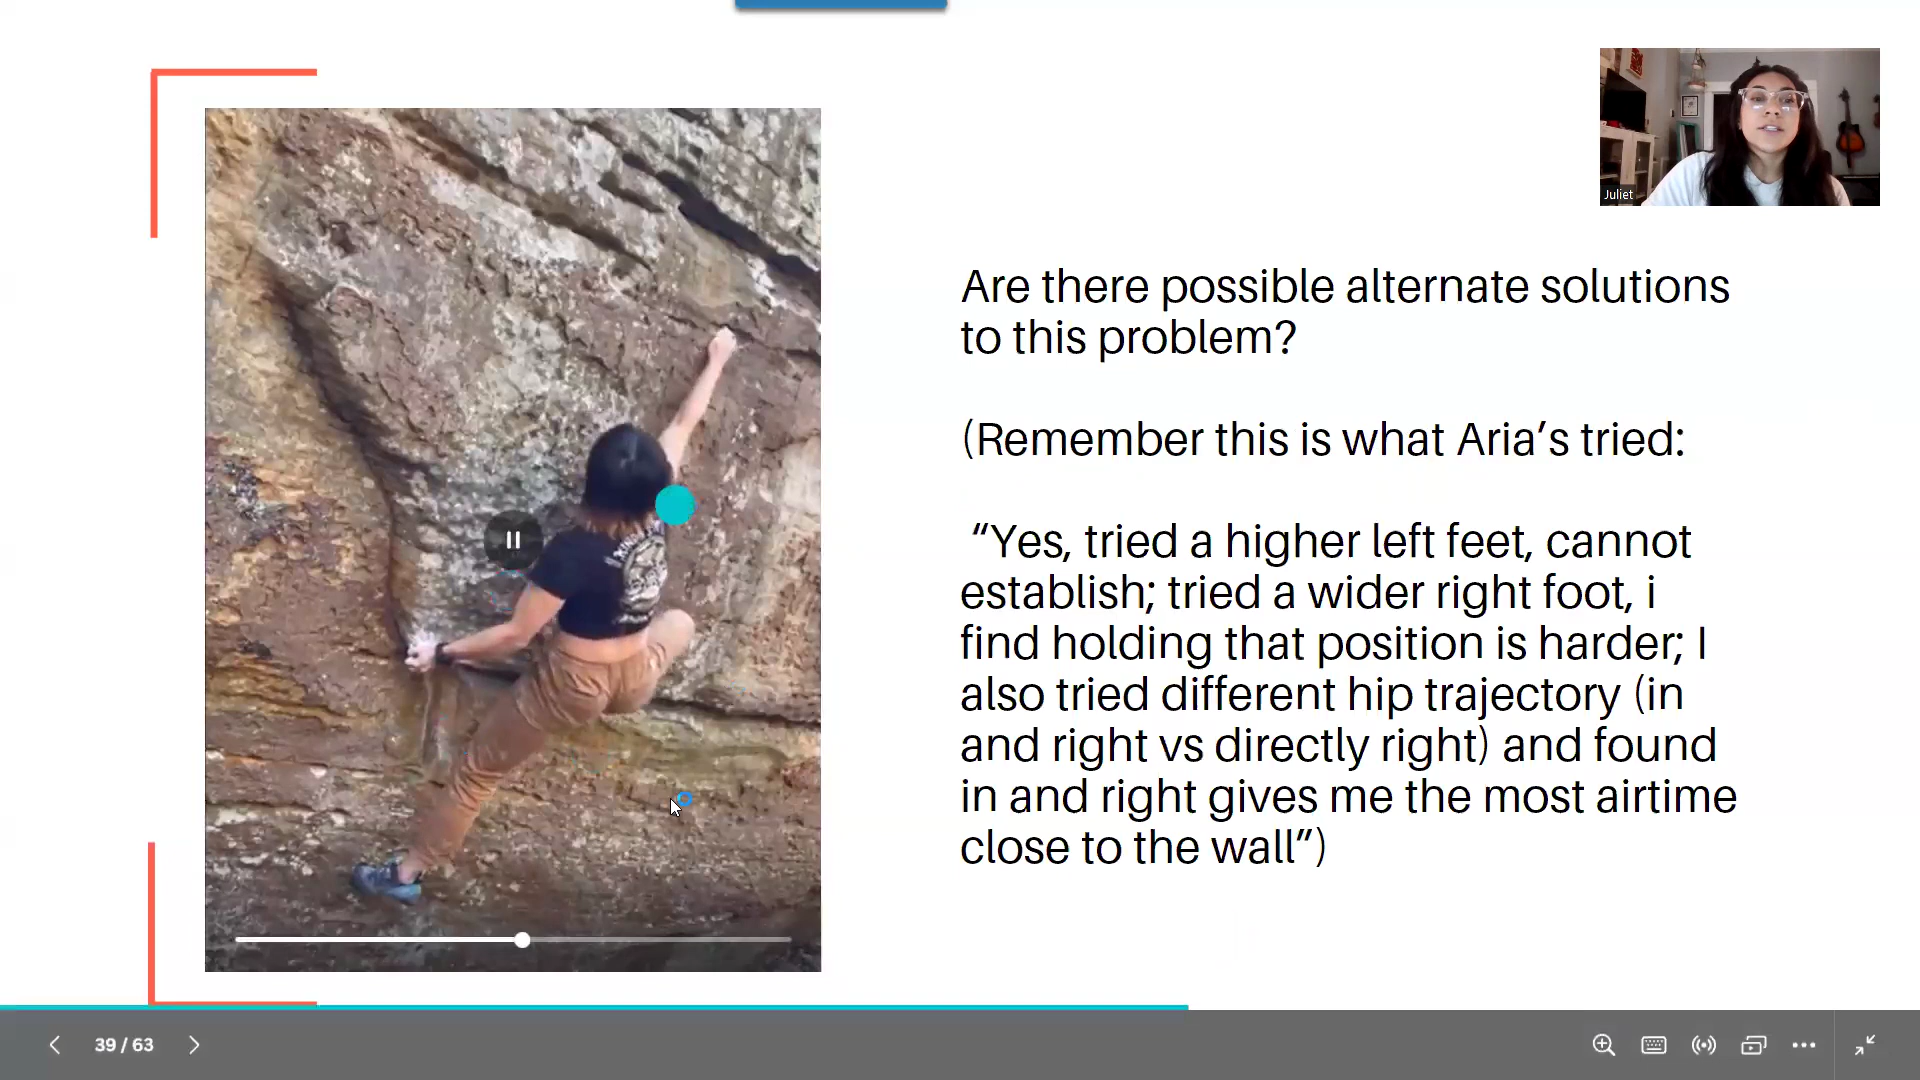 Juliet
Are there possible alternate solutions
to this problem?
(Remember this is what Aria’s tried:
“Yes, tried a higher left feet, cannot
establish; tried a wider right foot, i
find holding that position is harder; I
also tried different hip trajectory (in
and right vs directly right) and found
in and right gives me the most airtime
close to the wall”)
39 / 63